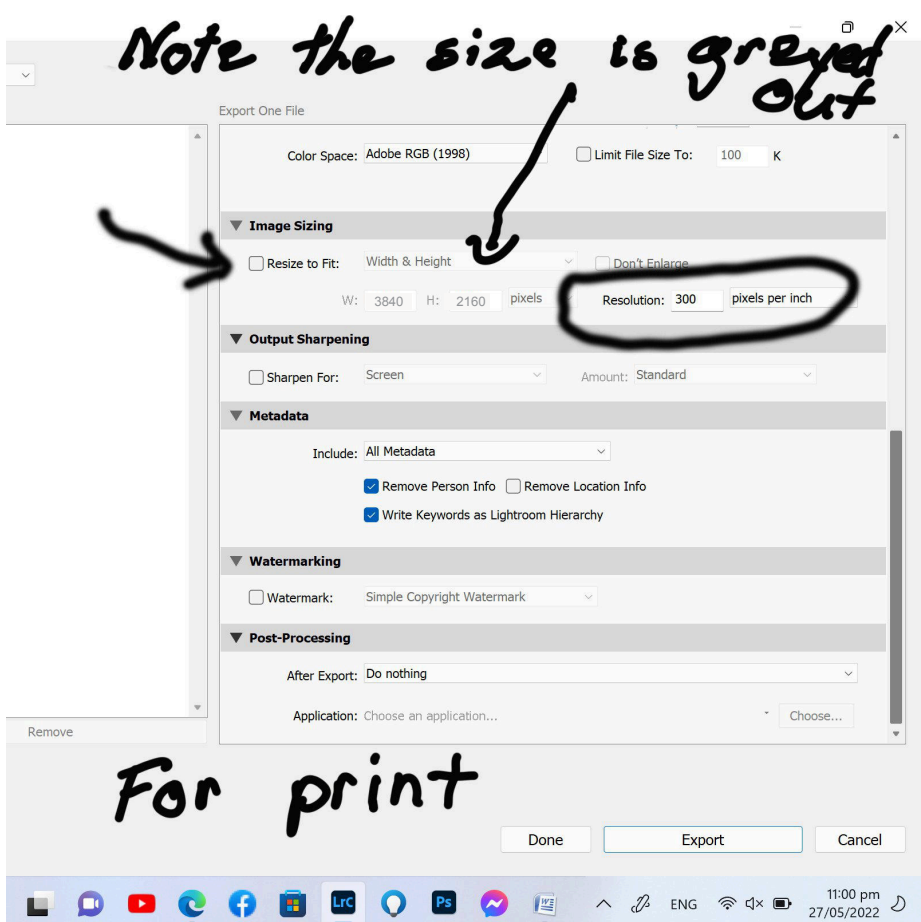 Note the size is greyed
out
Export One File
Color Space: Adobe RGB (1998) Limit File Size To: 100 K
Image Sizing
Resize to Fit: Width & Height Don't Enlarge
W: 3840 H: 2160 pixels Resolution: 300 pixels per inch
Output Sharpening
Sharpen For: Screen Amount: Standard
Metadata
Include: All Metadata
Remove Person Info Remove Location Info
Write Keywords as Lightroom Hierarchy
Watermarking
Watermark: Simple Copyright Watermark
Post-Processing
After Export: Do nothing
Application: Choose an application... Choose...
Remove
For print
Done Export Cancel
LrC Ps ENG 11:00 pm
27/05/2022